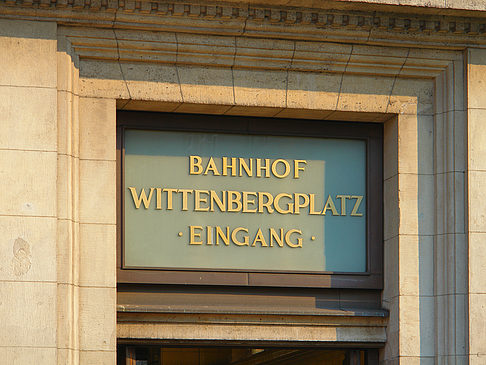 BAHNHOF
WITTENBERGPLATZ
· EINGANG ·